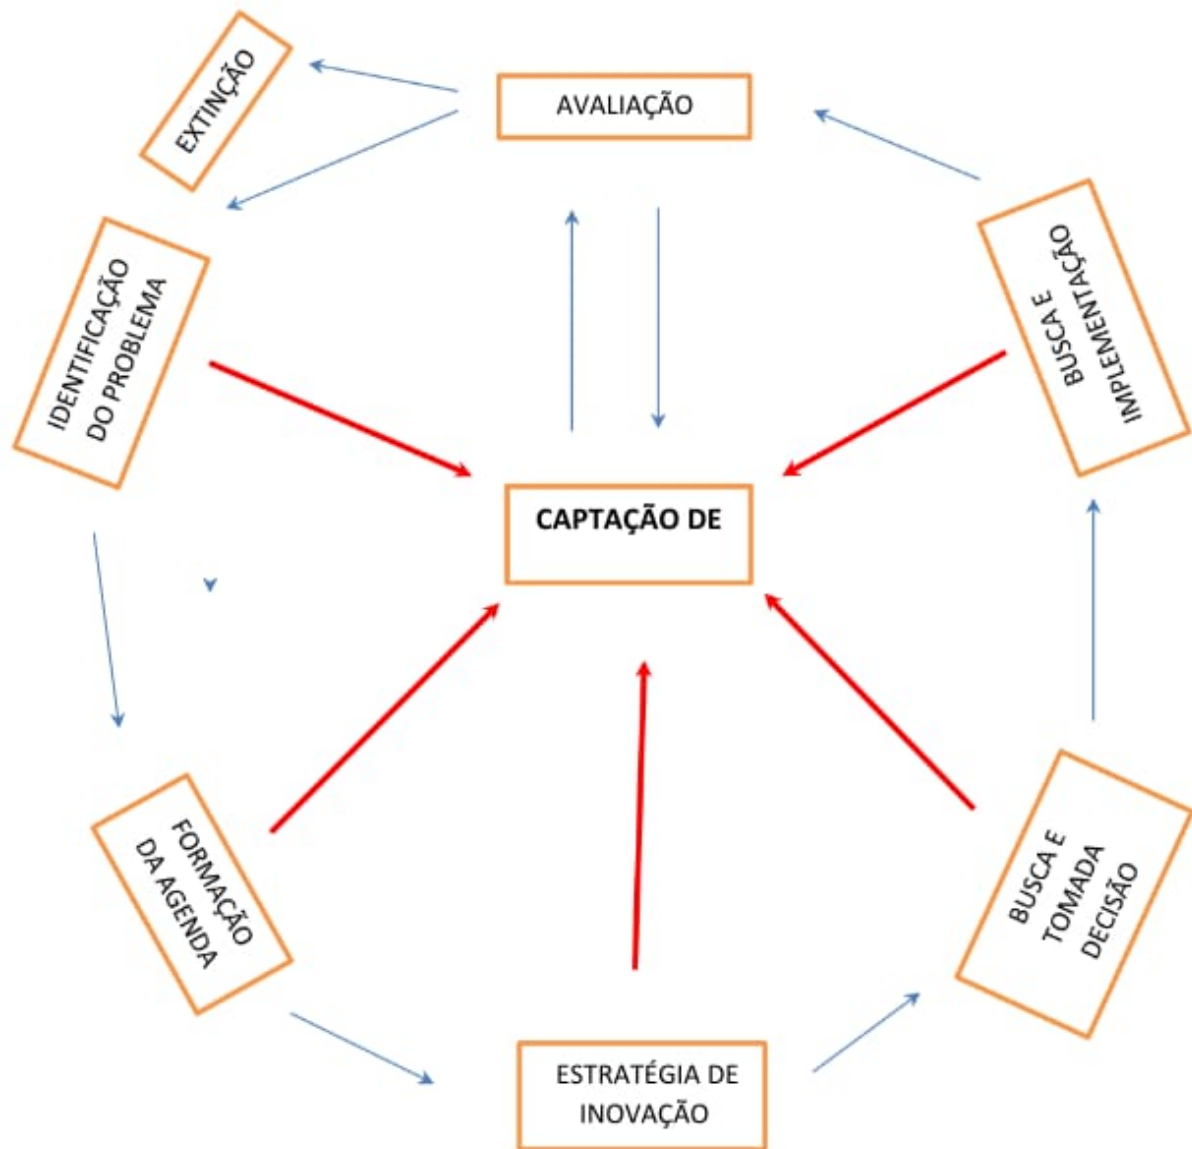 EXTINÇÃO
AVALIAÇÃO
IDENTIFICAÇÃO
DO PROBLEMA
BUSCA E
IMPLEMENTAÇÃO
CAPTAÇÃO DE
FORMAÇÃO
DA AGENDA
BUSCA E
TOMADA
DECISÃO
ESTRATÉGIA DE
INOVAÇÃO